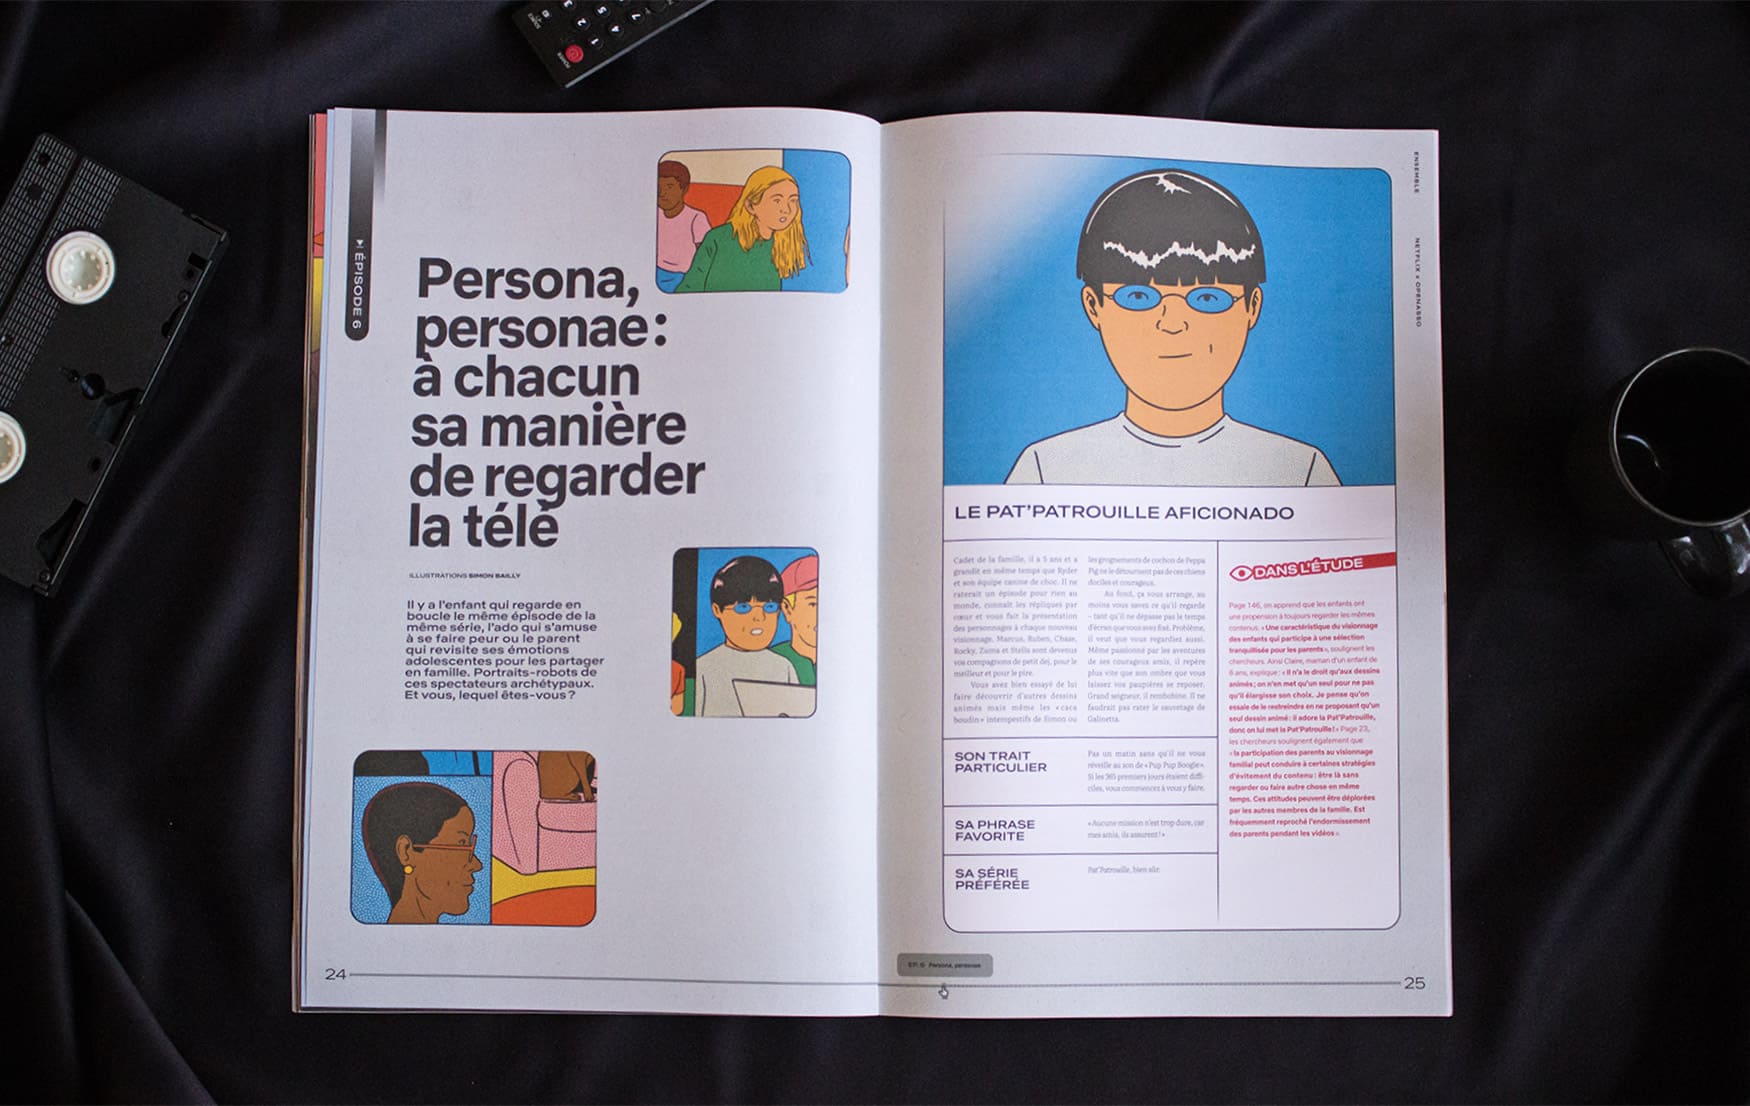 POWER
SOURCE
1
2
3
4
5
7
ÉPISODE 6
Persona,
personae :
à chacun
sa manière
de regarder
la télé
ILLUSTRATIONS SIMON BAILLY
Il y a l'enfant qui regarde en
boucle le même épisode de la
même série, l'ado qui s'amuse
à se faire peur ou le parent
qui revisite ses émotions
adolescentes pour les partager
en famille. Portraits-robots de
ces spectateurs archétypaux.
Et vous, lequel êtes-vous ?
24
ENSEMBLE
NETFLIX × OPENASSO
LE PAT'PATROUILLE AFICIONADO
Cadet de la famille, il a 5 ans et a
grandit en même temps que Ryder
et son équipe canine de choc. Il ne
raterait un épisode pour rien au
monde, connaît les répliques par
cœur et vous fait la présentation
des personnages à chaque nouveau
visionnage. Marcus, Ruben, Chase,
Rocky, Zuma et Stella sont devenus
vos compagnons de petit dej, pour le
meilleur et pour le pire.
Vous avez bien essayé de lui
faire découvrir d'autres dessins
animés mais même les « caca
boudin » intempestifs de Simon ou
les grognements de cochon de Peppa
Pig ne le détournent pas de ces chiens
dociles et courageux.
Au fond, ça vous arrange, au
moins vous savez ce qu'il regarde
– tant qu'il ne dépasse pas le temps
d'écran que vous avez fixé. Problème,
il veut que vous regardiez aussi.
Même passionné par les aventures
de ses courageux amis, il repère
plus vite que son ombre que vous
laissez vos paupières se reposer.
Grand seigneur, il rembobine. Il ne
faudrait pas rater le sauvetage de
Galinetta.
SON TRAIT
PARTICULIER
Pas un matin sans qu'il ne vous
réveille au son de « Pup Pup Boogie ».
Si les 365 premiers jours étaient diffi-
ciles, vous commencez à vous y faire.
SA PHRASE
FAVORITE
« Aucune mission n'est trop dure, car
mes amis, ils assurent ! »
SA SÉRIE
PRÉFÉRÉE
Pat'Patrouille, bien sûr.
DANS L'ÉTUDE
Page 146, on apprend que les enfants ont
une propension à toujours regarder les mêmes
contenus. « Une caractéristique du visionnage
des enfants qui participe à une sélection
tranquillisée pour les parents », soulignent les
chercheurs. Ainsi Claire, maman d'un enfant de
6 ans, explique : « Il n'a le droit qu'aux dessins
animés ; on n'en met qu'un seul pour ne pas
qu'il élargisse son choix. Je pense qu'on
essaie de le restreindre en ne proposant qu'un
seul dessin animé : il adore la Pat'Patrouille,
donc on lui met la Pat'Patrouille ! » Page 23,
les chercheurs soulignent également que
« la participation des parents au visionnage
familial peut conduire à certaines stratégies
d'évitement du contenu : être là sans
regarder ou faire autre chose en même
temps. Ces attitudes peuvent être déplorées
par les autres membres de la famille. Est
fréquemment reproché l'endormissement
des parents pendant les vidéos ».
EP. 6 Persona, personae
25